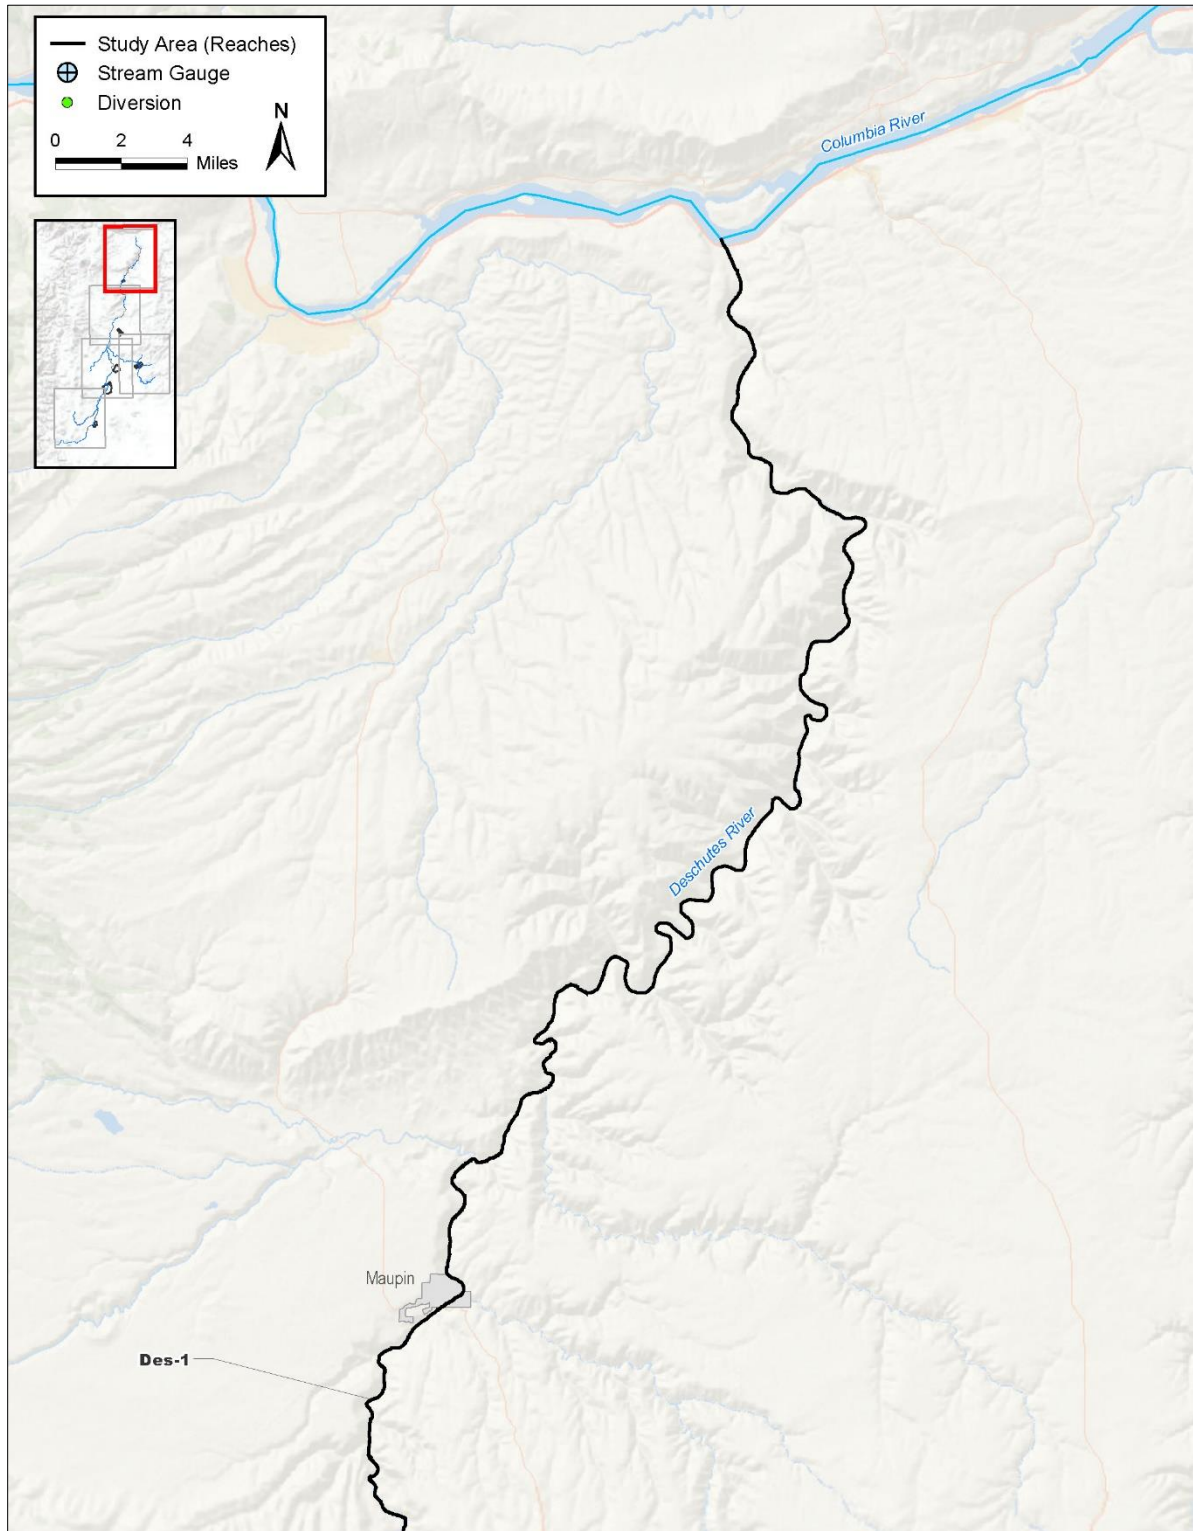 Study Area (Reaches)
Stream Gauge
Diversion
N
0 2 4
Miles
Columbia River
Deschutes River
Maupin
Des-1